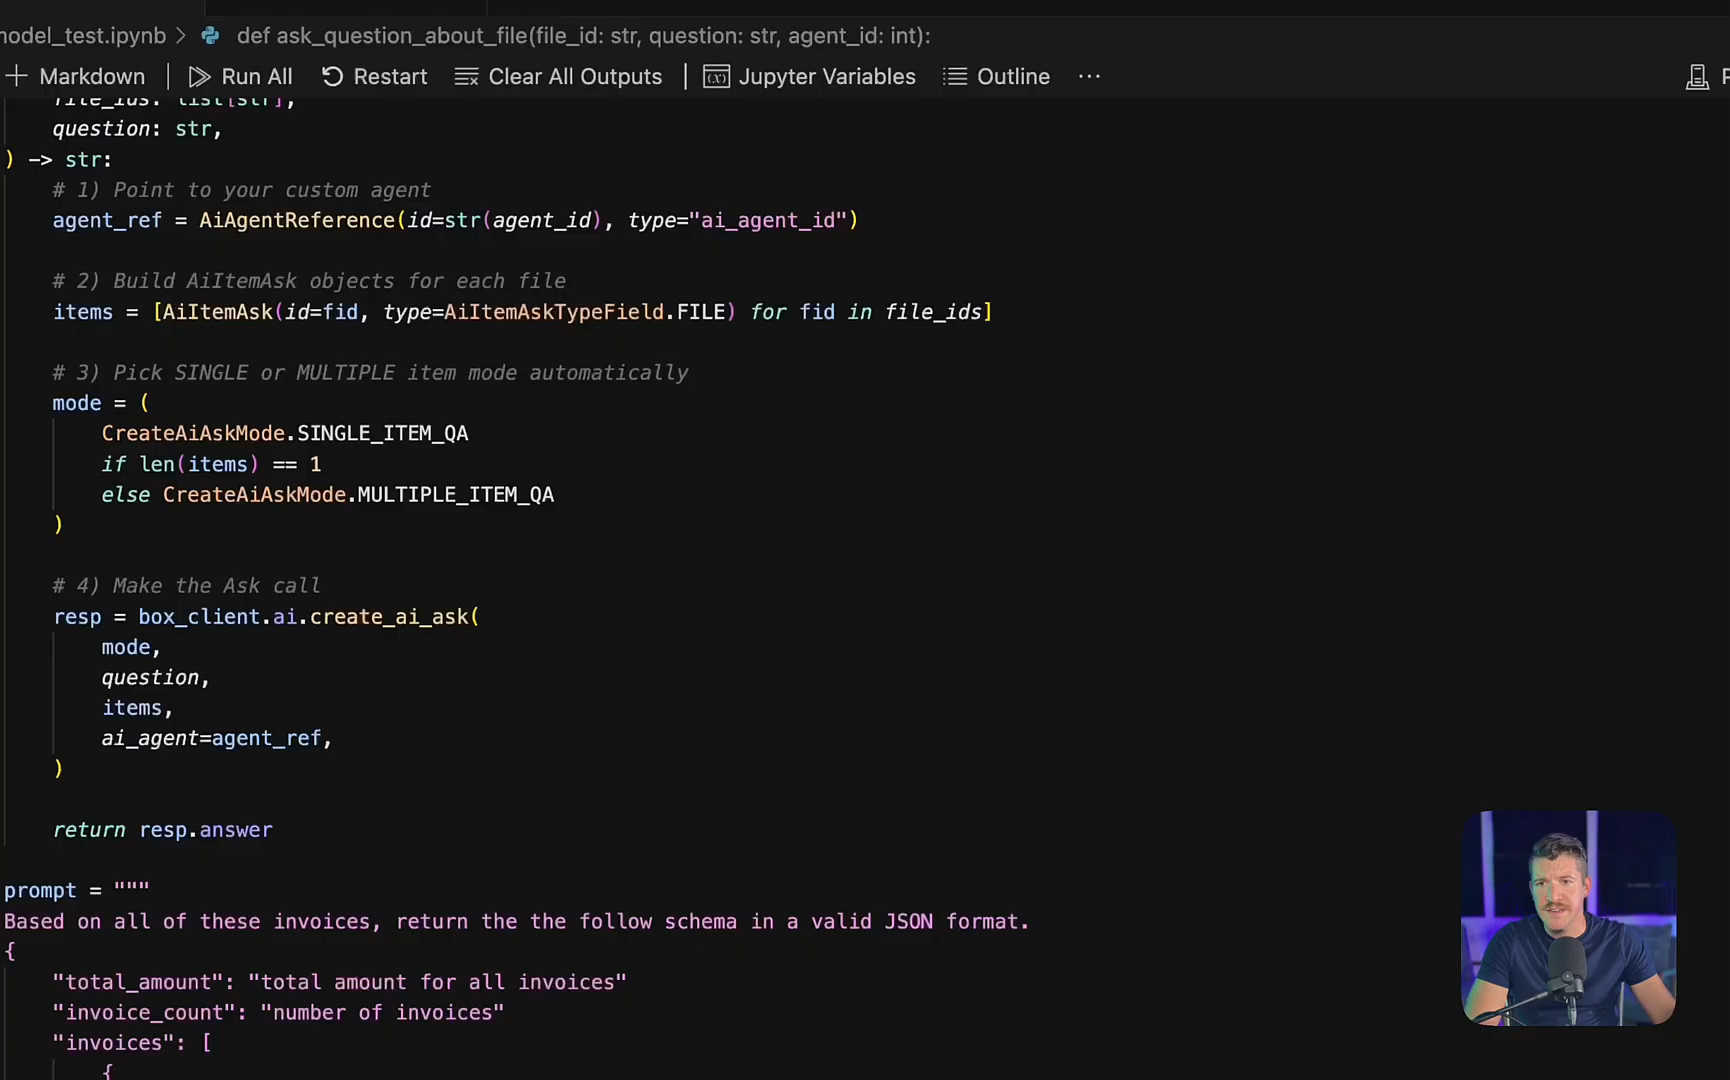 model_test.ipynb > def ask_question_about_file(file_id: str, question: str, agent_id: int):
+ Markdown | Run All Restart Clear All Outputs | Jupyter Variables Outline ...
file_ids: list[str],
question: str,
) -> str:
# 1) Point to your custom agent
agent_ref = AiAgentReference(id=str(agent_id), type="ai_agent_id")
# 2) Build AiItemAsk objects for each file
items = [AiItemAsk(id=fid, type=AiItemAskTypeField.FILE) for fid in file_ids]
# 3) Pick SINGLE or MULTIPLE item mode automatically
mode = (
CreateAiAskMode.SINGLE_ITEM_QA
if len(items) == 1
else CreateAiAskMode.MULTIPLE_ITEM_QA
)
# 4) Make the Ask call
resp = box_client.ai.create_ai_ask(
mode,
question,
items,
ai_agent=agent_ref,
)
return resp.answer
prompt = """
Based on all of these invoices, return the the follow schema in a valid JSON format.
{
"total_amount": "total amount for all invoices"
"invoice_count": "number of invoices"
"invoices": [
{